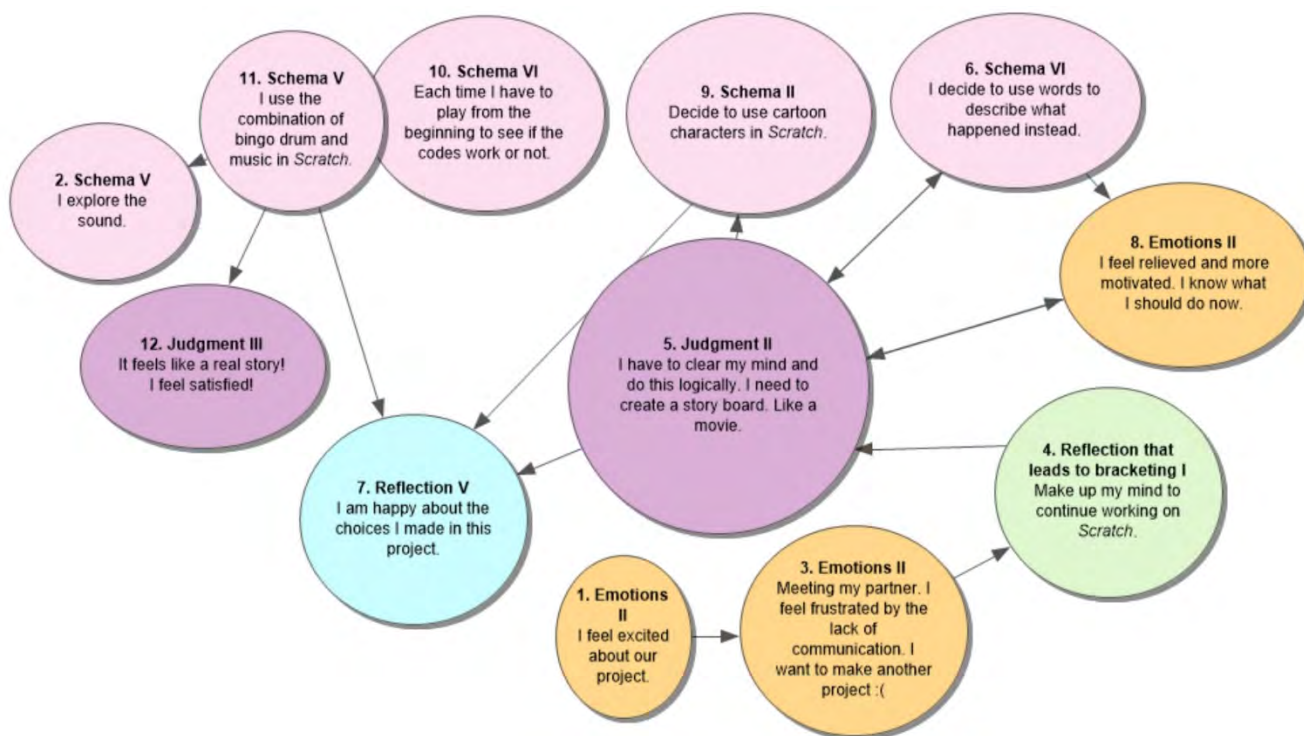 11. Schema V
I use the
combination of
bingo drum and
music in Scratch.
10. Schema VI
Each time I have to
play from the
beginning to see if the
codes work or not.
9. Schema II
Decide to use cartoon
characters in Scratch.
6. Schema VI
I decide to use words to
describe what
happened instead.
2. Schema V
I explore the
sound.
8. Emotions II
I feel relieved and more
motivated. I know what
I should do now.
12. Judgment III
It feels like a real story!
I feel satisfied!
5. Judgment II
I have to clear my mind and
do this logically. I need to
create a story board. Like a
movie.
7. Reflection V
I am happy about the
choices I made in this
project.
4. Reflection that
leads to bracketing I
Make up my mind to
continue working on
Scratch.
1. Emotions
II
I feel excited
about our
project.
3. Emotions II
Meeting my partner. I
feel frustrated by the
lack of
communication. I
want to make another
project :(